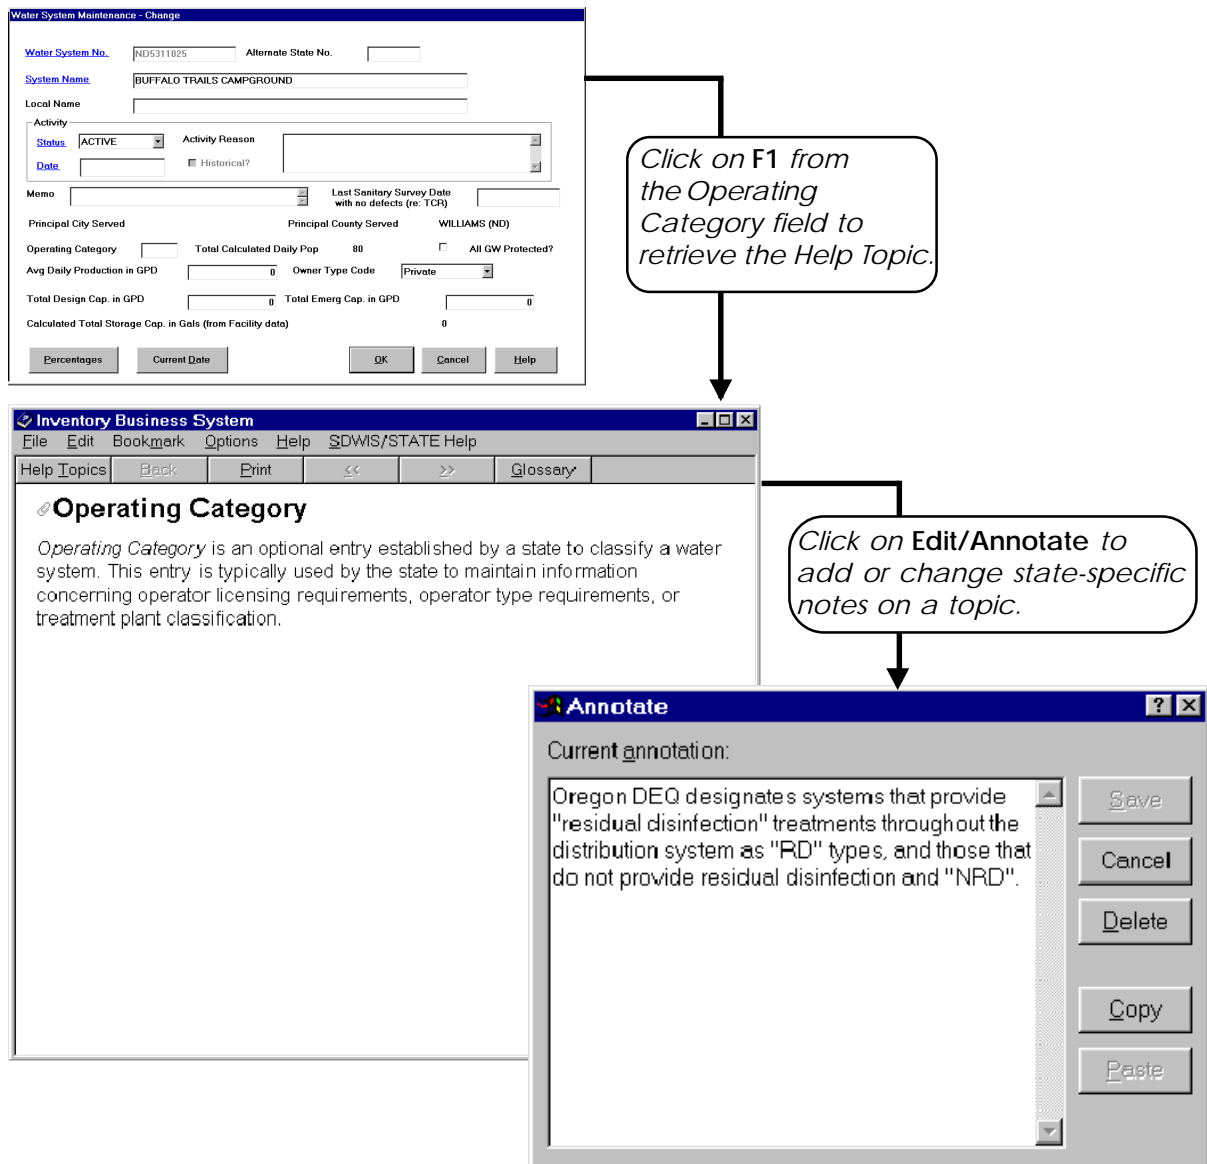 Water System Maintenance - Change
Water System No. ND5311025 Alternate State No.
System Name BUFFALO TRAILS CAMPGROUND
Local Name
Activity
Status ACTIVE Activity Reason
Date Historical?
Memo Last Sanitary Survey Date
with no defects (re: TCR)
Principal City Served Principal County Served WILLIAMS (ND)
Operating Category Total Calculated Daily Pop 80 All GW Protected?
Avg Daily Production in GPD 0 Owner Type Code Private
Total Design Cap. in GPD 0 Total Emerg Cap. in GPD 0
Calculated Total Storage Cap. in Gals (from Facility data) 0
Percentages Current Date OK Cancel Help
Click on F1 from
the Operating
Category field to
retrieve the Help Topic.
Inventory Business System
File Edit Bookmark Options Help SDWIS/STATE Help
Help Topics Back Print << >> Glossary
Operating Category
Operating Category is an optional entry established by a state to classify a water
system. This entry is typically used by the state to maintain information
concerning operator licensing requirements, operator type requirements, or
treatment plant classification.
Click on Edit/Annotate to
add or change state-specific
notes on a topic.
Annotate
Current annotation:
Oregon DEQ designates systems that provide
"residual disinfection" treatments throughout the
distribution system as "RD" types, and those that
do not provide residual disinfection and "NRD".
Save
Cancel
Delete
Copy
Paste